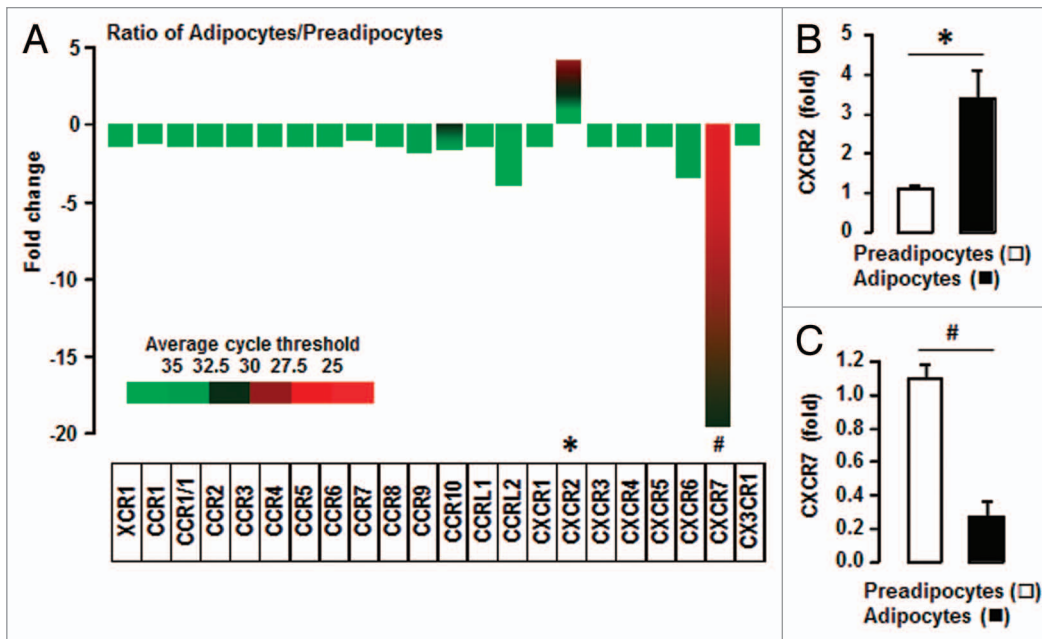 A
Ratio of Adipocytes/Preadipocytes
Fold change
5
0
-5
-10
-15
-20
Average cycle threshold
35 32.5 30 27.5 25
* #
XCR1
CCR1
CCR1/1
CCR2
CCR3
CCR4
CCR5
CCR6
CCR7
CCR8
CCR9
CCR10
CCRL1
CCRL2
CXCR1
CXCR2
CXCR3
CXCR4
CXCR5
CXCR6
CXCR7
CX3CR1
B
CXCR2 (fold)
5
4
3
2
1
0
*
Preadipocytes (□)
Adipocytes (■)
C
CXCR7 (fold)
1.2
1.0
0.8
0.6
0.4
0.2
0.0
#
Preadipocytes (□)
Adipocytes (■)